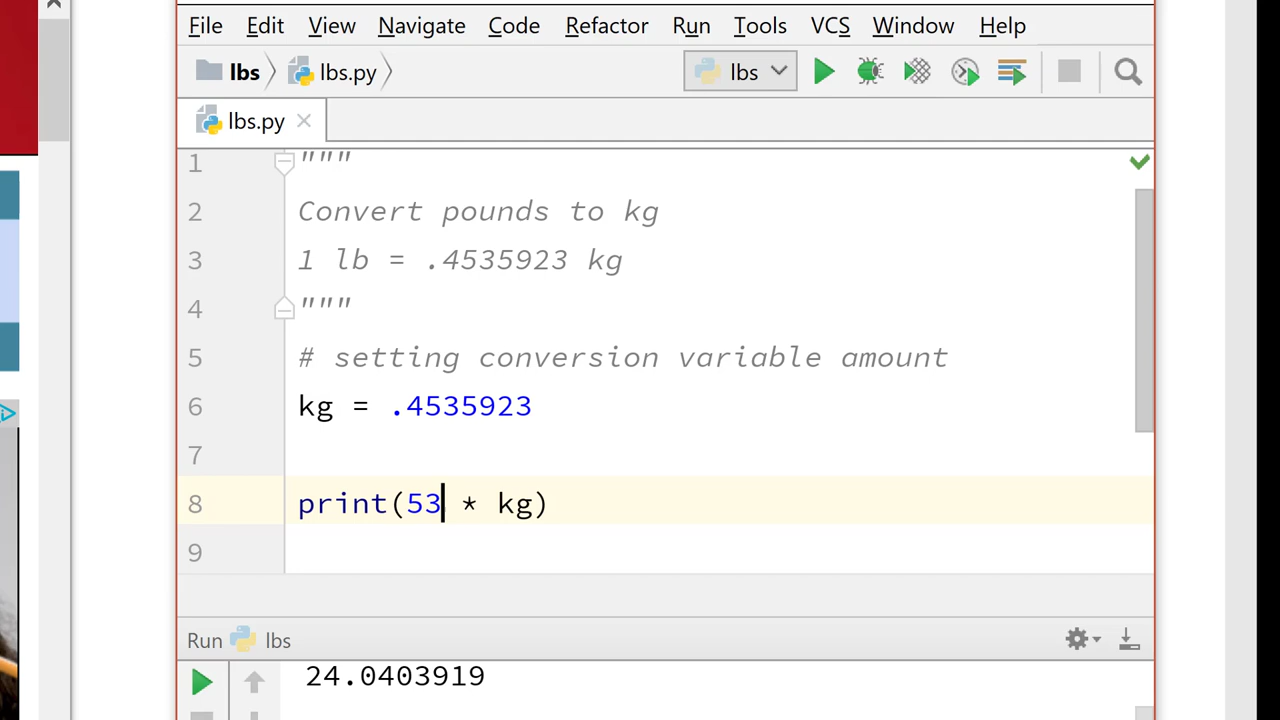 File Edit View Navigate Code Refactor Run Tools VCS Window Help
lbs lbs.py lbs
lbs.py
1 """
2 Convert pounds to kg
3 1 lb = .4535923 kg
4 """
5 # setting conversion variable amount
6 kg = .4535923
7
8 print(53 * kg)
9
Run lbs
24.0403919